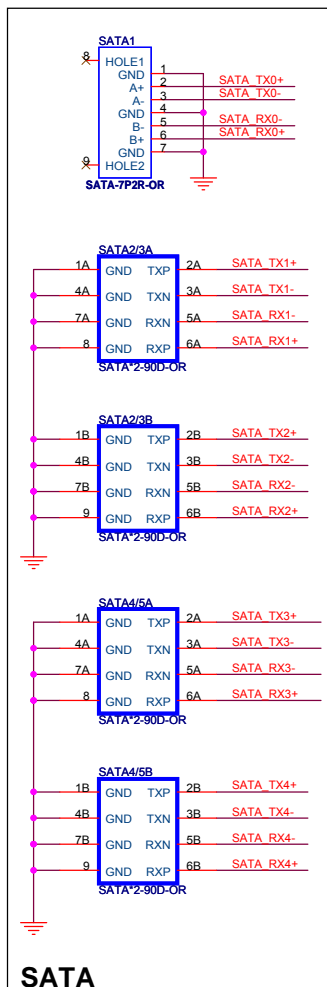 SATA1
8 HOLE1
GND 1
A+ 2 SATA_TX0+
A- 3 SATA_TX0-
GND 4
B- 5 SATA_RX0-
B+ 6 SATA_RX0+
GND 7
9 HOLE2
SATA-7P2R-OR
SATA2/3A
1A GND TXP 2A SATA_TX1+
4A GND TXN 3A SATA_TX1-
7A GND RXN 5A SATA_RX1-
8 GND RXP 6A SATA_RX1+
SATA*2-90D-OR
SATA2/3B
1B GND TXP 2B SATA_TX2+
4B GND TXN 3B SATA_TX2-
7B GND RXN 5B SATA_RX2-
9 GND RXP 6B SATA_RX2+
SATA*2-90D-OR
SATA4/5A
1A GND TXP 2A SATA_TX3+
4A GND TXN 3A SATA_TX3-
7A GND RXN 5A SATA_RX3-
8 GND RXP 6A SATA_RX3+
SATA*2-90D-OR
SATA4/5B
1B GND TXP 2B SATA_TX4+
4B GND TXN 3B SATA_TX4-
7B GND RXN 5B SATA_RX4-
9 GND RXP 6B SATA_RX4+
SATA*2-90D-OR
SATA